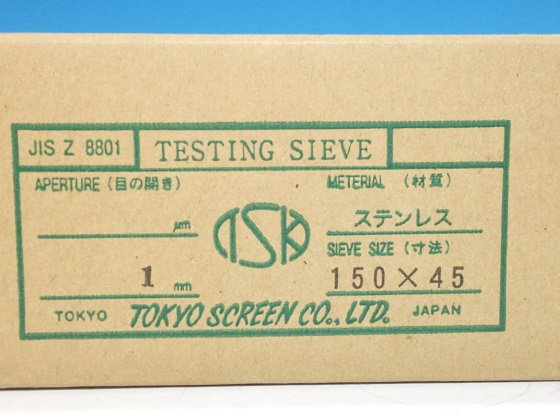 JIS Z 8801 TESTING SIEVE
APERTURE (目の開き) METERIAL (材質)
μm TSK ステンレス
SIEVE SIZE (寸法)
1 mm 150×45
TOKYO TOKYO SCREEN CO., LTD. JAPAN